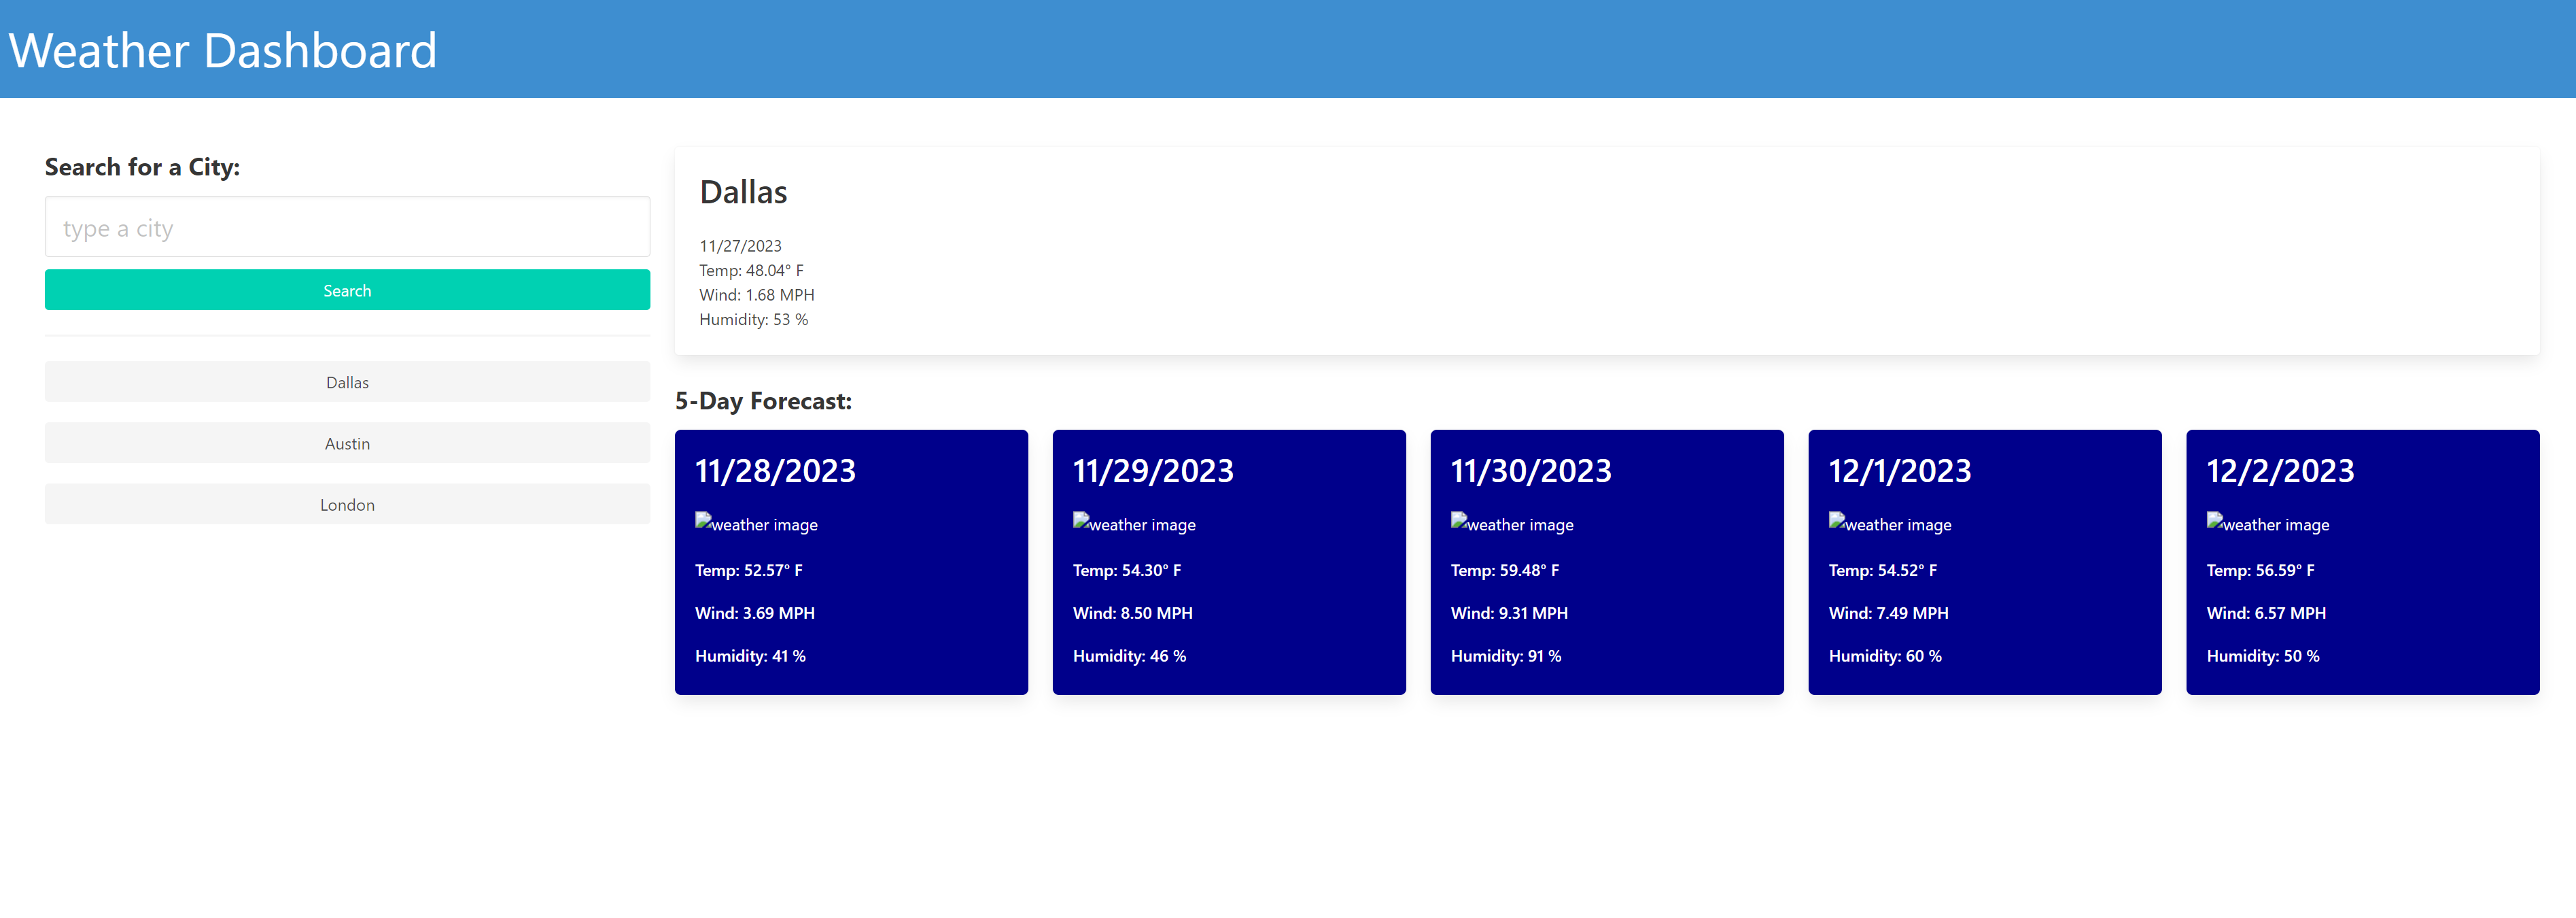 Weather Dashboard
Search for a City:
type a city
Search
Dallas
Austin
London
Dallas
11/27/2023
Temp: 48.04° F
Wind: 1.68 MPH
Humidity: 53 %
5-Day Forecast:
11/28/2023
weather image
Temp: 52.57° F
Wind: 3.69 MPH
Humidity: 41 %
11/29/2023
weather image
Temp: 54.30° F
Wind: 8.50 MPH
Humidity: 46 %
11/30/2023
weather image
Temp: 59.48° F
Wind: 9.31 MPH
Humidity: 91 %
12/1/2023
weather image
Temp: 54.52° F
Wind: 7.49 MPH
Humidity: 60 %
12/2/2023
weather image
Temp: 56.59° F
Wind: 6.57 MPH
Humidity: 50 %